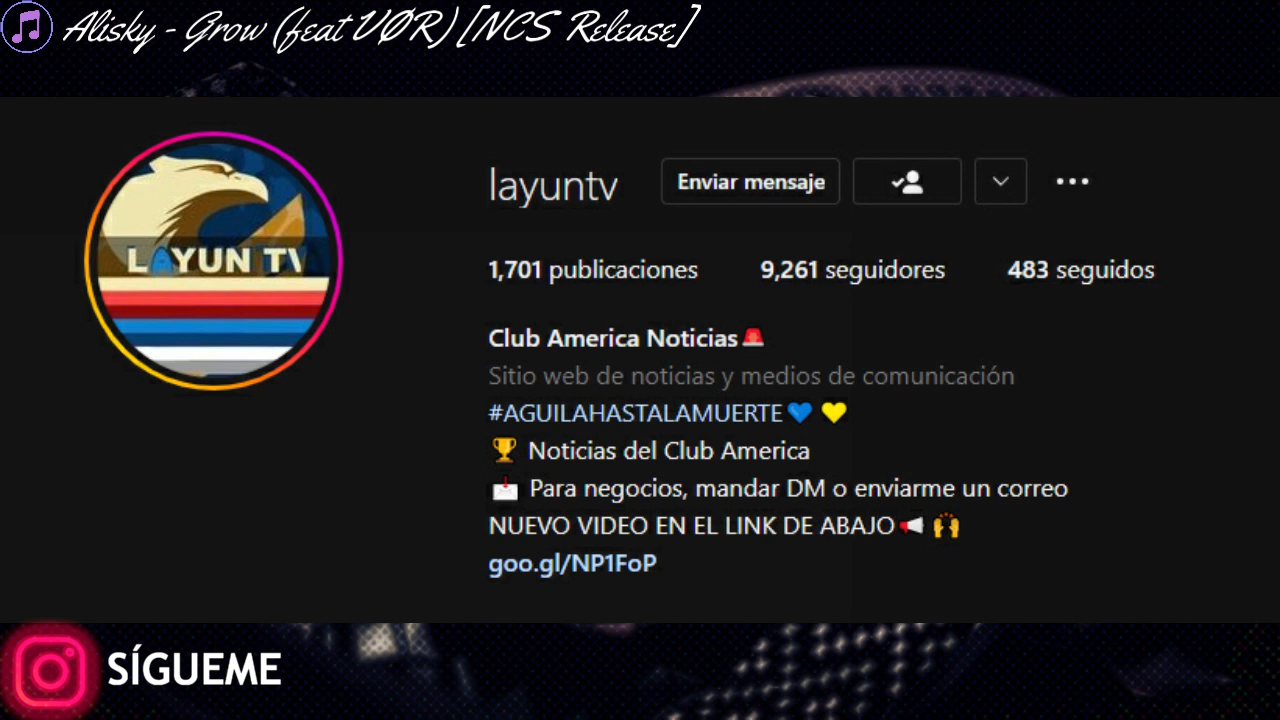 Alisky - Grow (feat VØR) [NCS Release]
LAYUN TV
layuntv
Enviar mensaje
1,701 publicaciones
9,261 seguidores
483 seguidos
Club America Noticias🚨
Sitio web de noticias y medios de comunicación
#AGUILAHASTALAMUERTE💙 💛
🏆 Noticias del Club America
📩 Para negocios, mandar DM o enviarme un correo
NUEVO VIDEO EN EL LINK DE ABAJO📢 🙌
goo.gl/NP1FoP
SÍGUEME